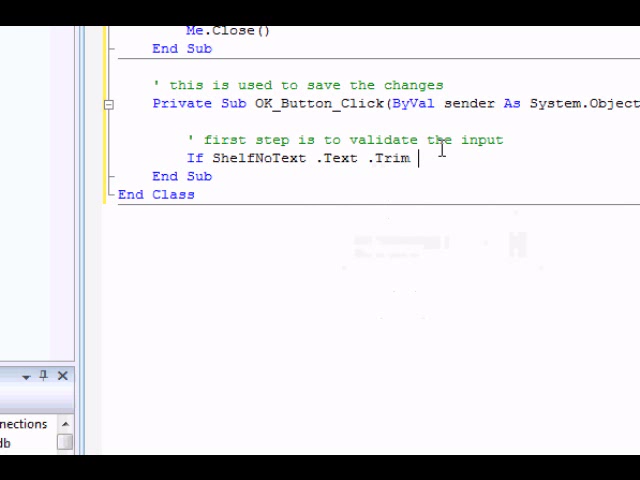 Me.Close()
End Sub
' this is used to save the changes
Private Sub OK_Button_Click(ByVal sender As System.Object
' first step is to validate the input
If ShelfNoText .Text .Trim
End Sub
End Class
nections
db